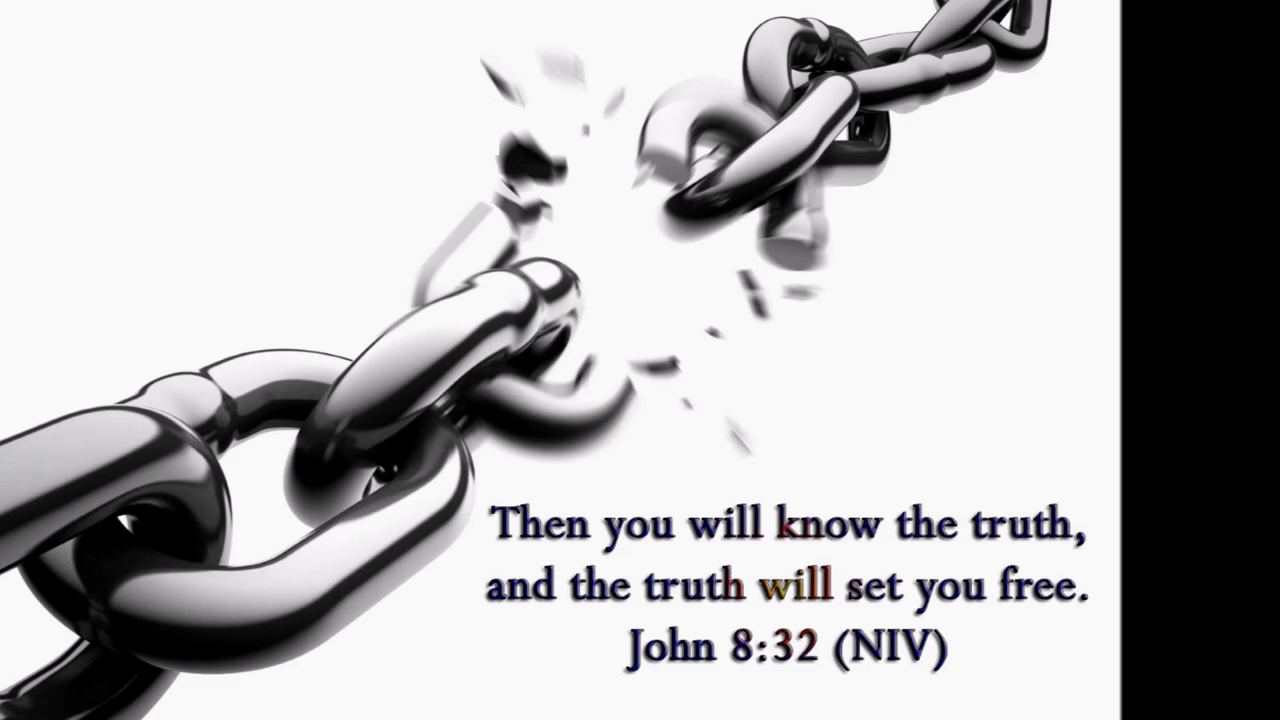 Then you will know the truth,
and the truth will set you free.
John 8:32 (NIV)